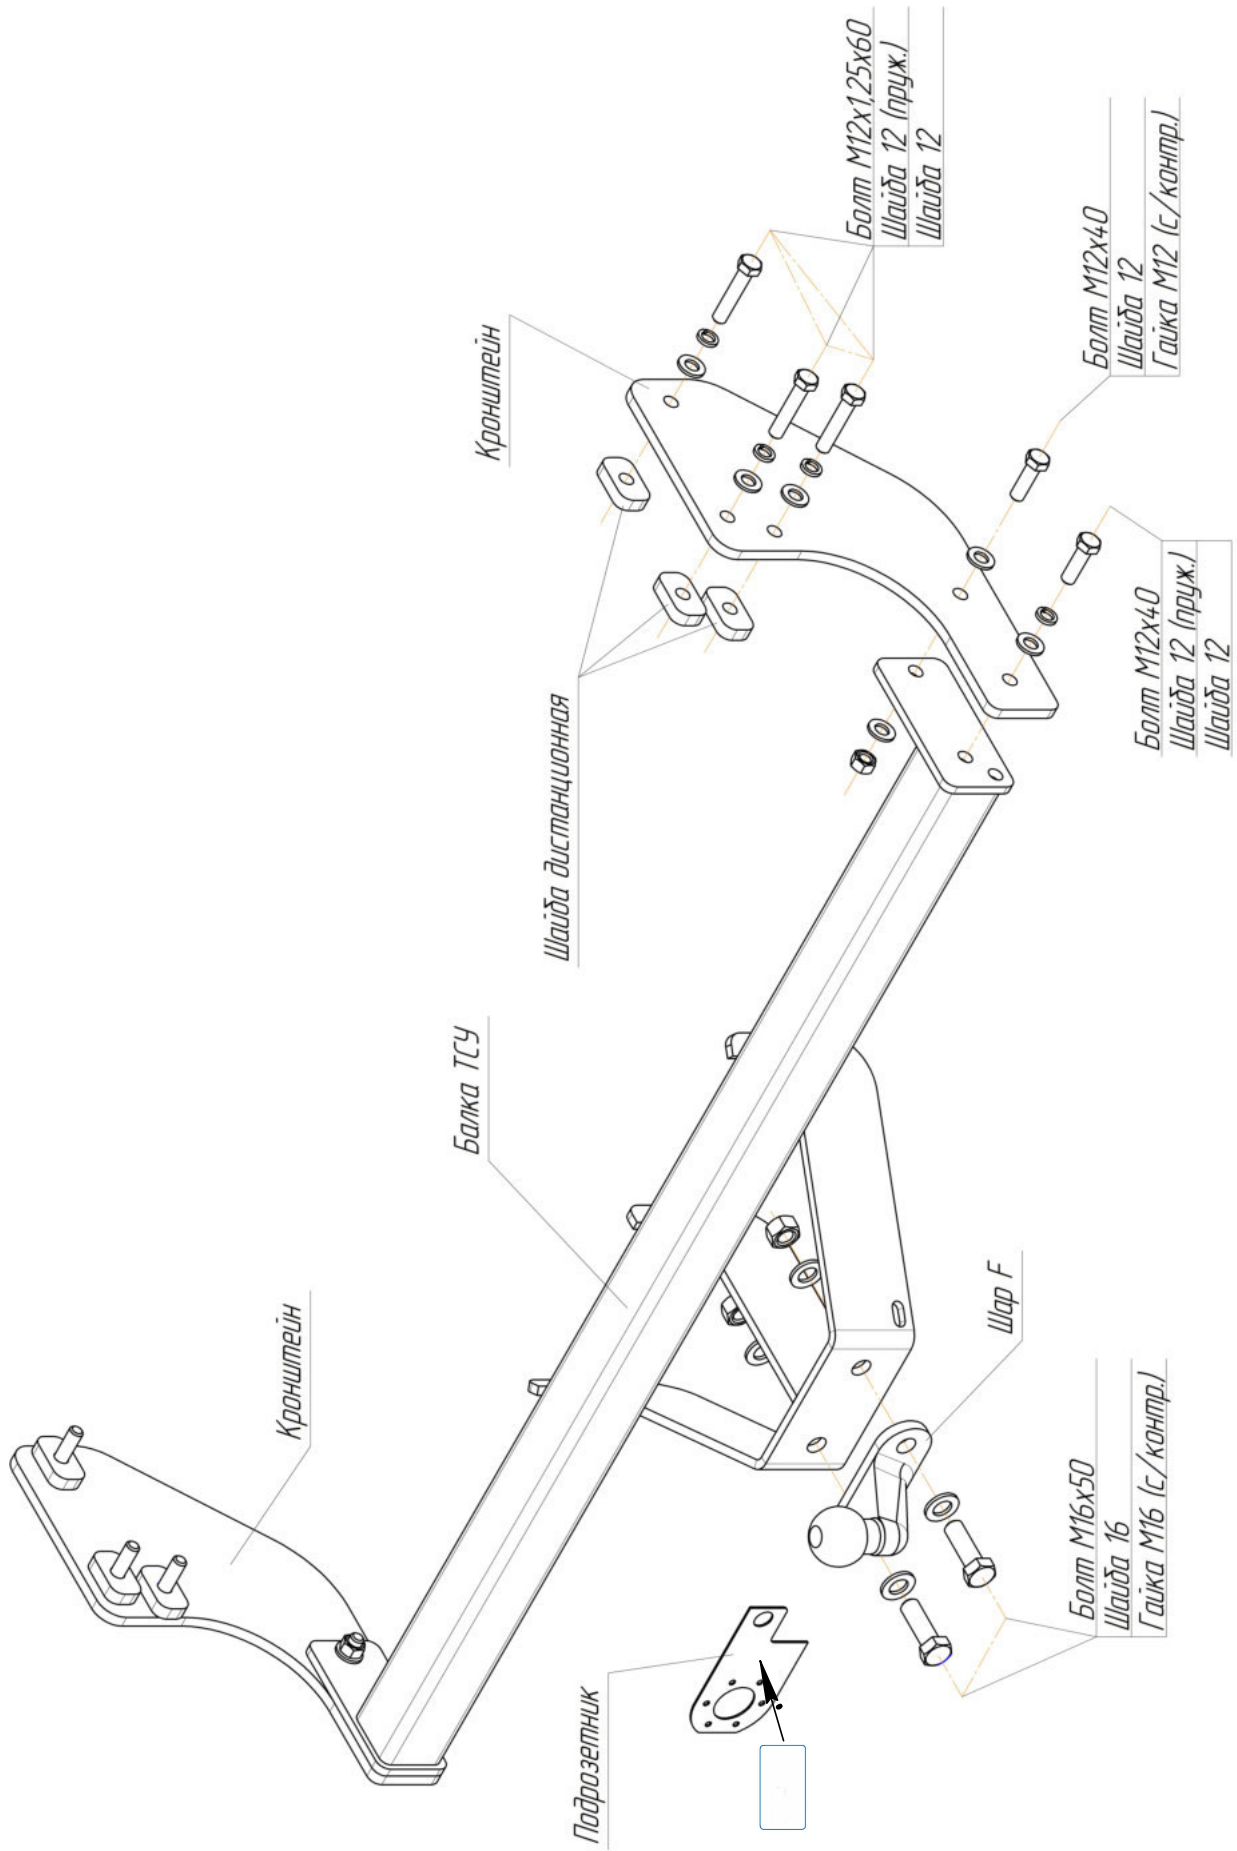 Кронштейн
Балка ТСУ
Шайба дистанционная
Кронштейн
Болт М12х1,25х60
Шайба 12 (пруж.)
Шайба 12
Болт М12х40
Шайба 12
Гайка М12 (с/контр.)
Болт М12х40
Шайба 12 (пруж.)
Шайба 12
Шар F
Болт М16х50
Шайба 16
Гайка М16 (с/контр.)
Подрозетник